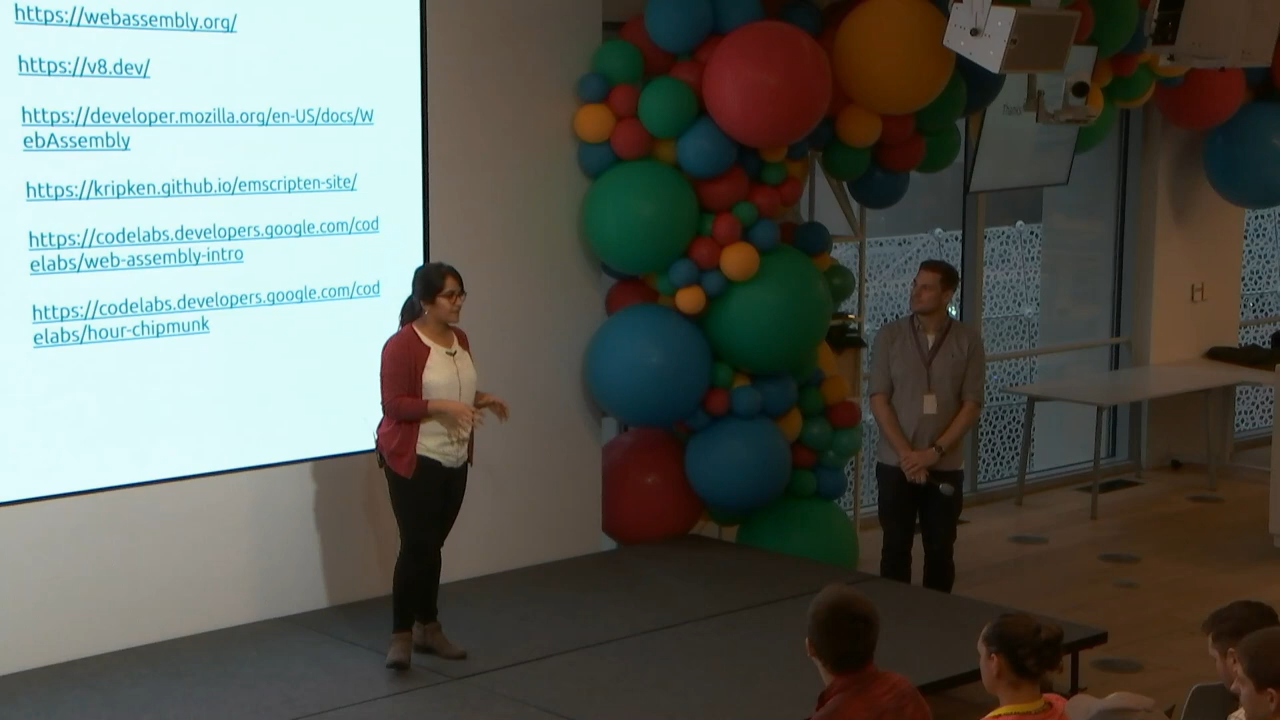 https://webassembly.org/
https://v8.dev/
https://developer.mozilla.org/en-US/docs/W
ebAssembly
https://kripken.github.io/emscripten-site/
https://codelabs.developers.google.com/cod
elabs/web-assembly-intro
https://codelabs.developers.google.com/cod
elabs/hour-chipmunk